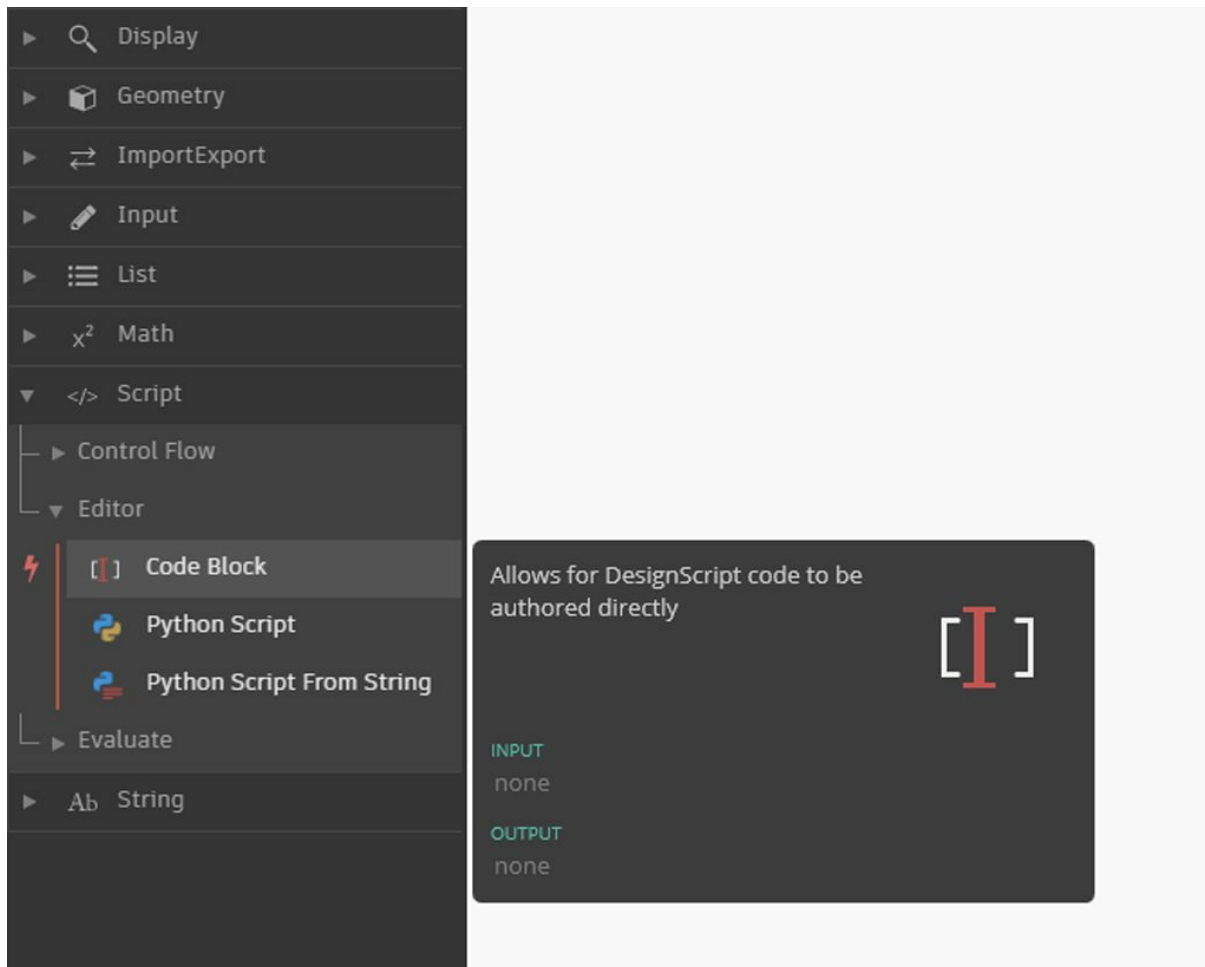 Display
Geometry
ImportExport
Input
List
x² Math
</> Script
Control Flow
Editor
[I] Code Block
Python Script
Python Script From String
Evaluate
Ab String
Allows for DesignScript code to be
authored directly
[I]
INPUT
none
OUTPUT
none